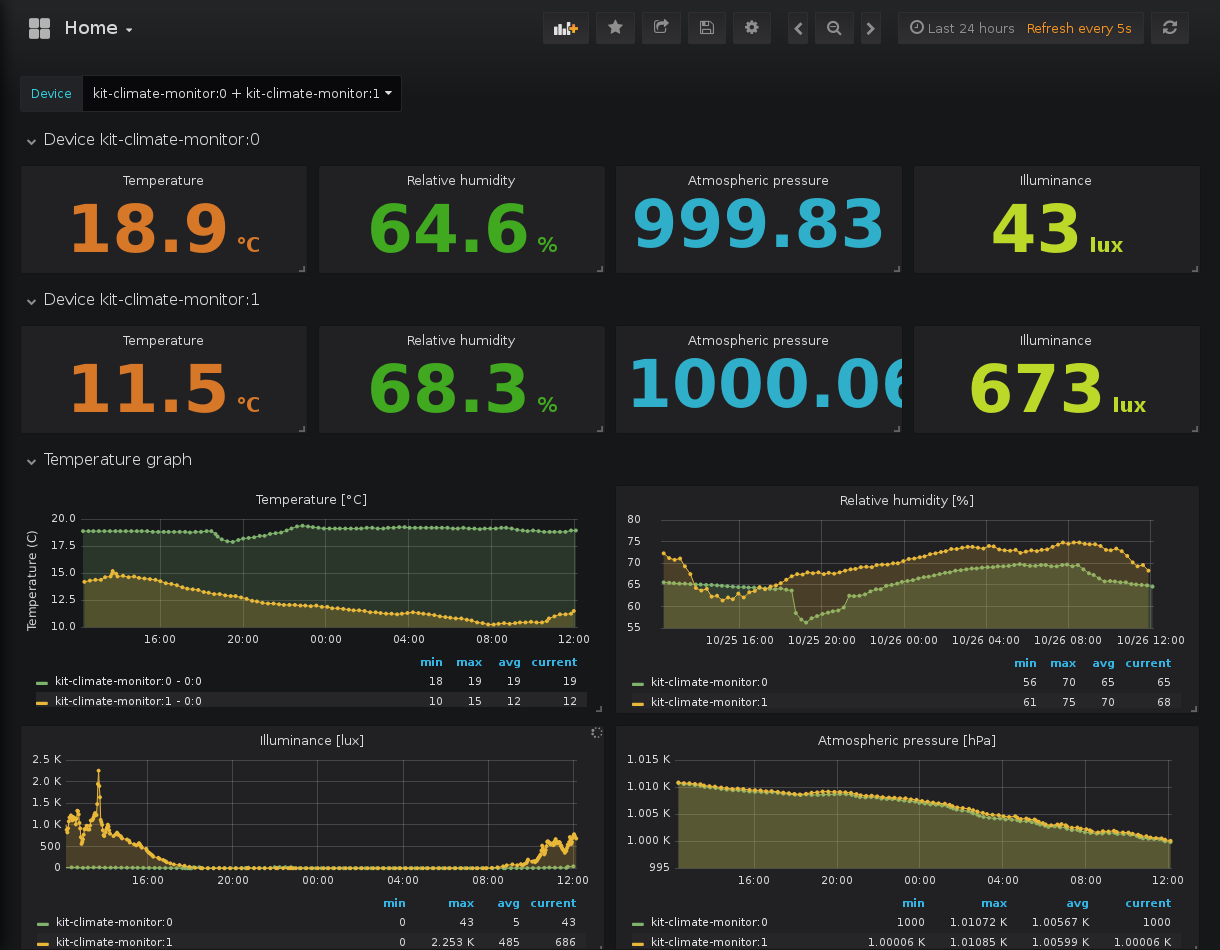 Home
Last 24 hours Refresh every 5s
Device kit-climate-monitor:0 + kit-climate-monitor:1
Device kit-climate-monitor:0
Temperature
18.9 °C
Relative humidity
64.6 %
Atmospheric pressure
999.83
Illuminance
43 lux
Device kit-climate-monitor:1
Temperature
11.5 °C
Relative humidity
68.3 %
Atmospheric pressure
1000.06
Illuminance
673 lux
Temperature graph
Temperature [°C]
Temperature (C)
20.0
17.5
15.0
12.5
10.0
16:00 20:00 00:00 04:00 08:00 12:00
min max avg current
kit-climate-monitor:0 - 0:0 18 19 19 19
kit-climate-monitor:1 - 0:0 10 15 12 12
Relative humidity [%]
80
75
70
65
60
55
10/25 16:00 10/25 20:00 10/26 00:00 10/26 04:00 10/26 08:00 10/26 12:00
min max avg current
kit-climate-monitor:0 56 70 65 65
kit-climate-monitor:1 61 75 70 68
Illuminance [lux]
2.5 K
2.0 K
1.5 K
1.0 K
500
0
16:00 20:00 00:00 04:00 08:00 12:00
min max avg current
kit-climate-monitor:0 0 43 5 43
kit-climate-monitor:1 0 2.253 K 485 686
Atmospheric pressure [hPa]
1.015 K
1.010 K
1.005 K
1.000 K
995
16:00 20:00 00:00 04:00 08:00 12:00
min max avg current
kit-climate-monitor:0 1000 1.01072 K 1.00567 K 1000
kit-climate-monitor:1 1.00006 K 1.01085 K 1.00599 K 1.00006 K